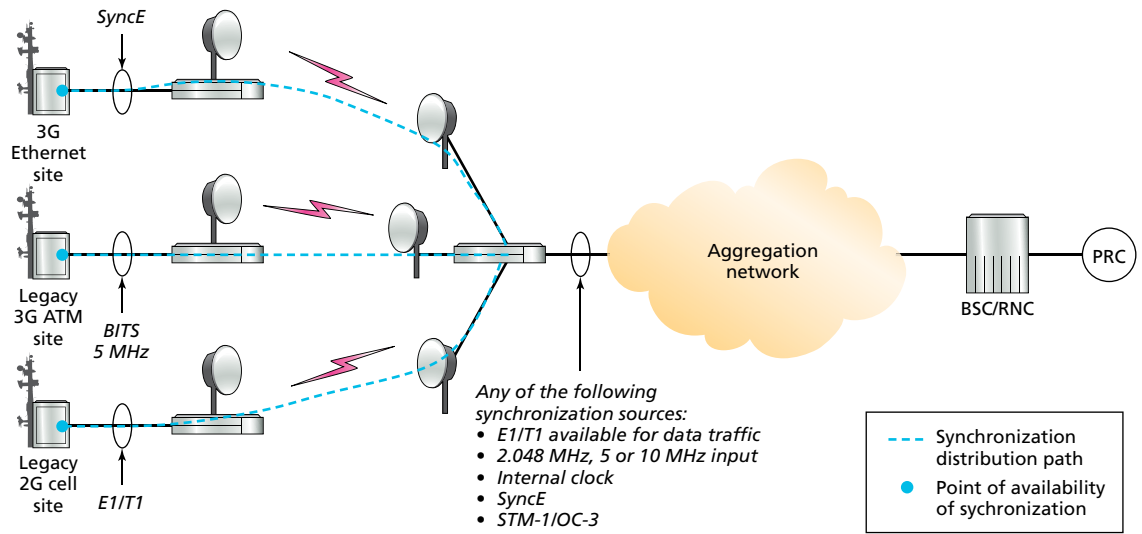 SyncE
3G
Ethernet
site
Legacy
3G ATM
site
BITS
5 MHz
Legacy
2G cell
site
E1/T1
Aggregation
network
BSC/RNC
PRC
Any of the following
synchronization sources:
• E1/T1 available for data traffic
• 2.048 MHz, 5 or 10 MHz input
• Internal clock
• SyncE
• STM-1/OC-3
Synchronization
distribution path
Point of availability
of sychronization